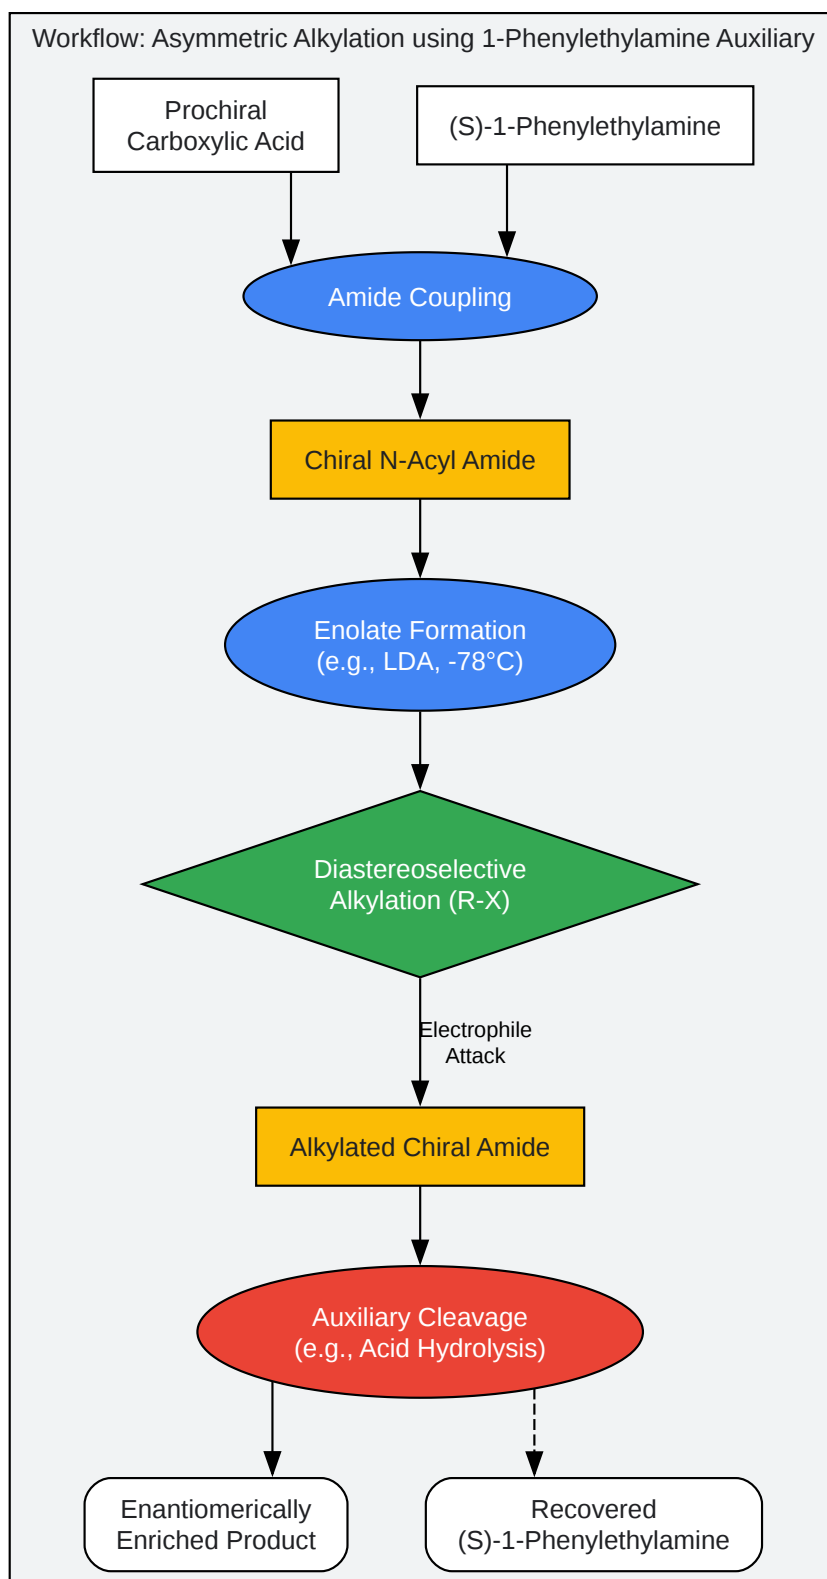 Workflow: Asymmetric Alkylation using 1-Phenylethylamine Auxiliary
Prochiral
Carboxylic Acid
(S)-1-Phenylethylamine
Amide Coupling
Chiral N-Acyl Amide
Enolate Formation
(e.g., LDA, -78°C)
Diastereoselective
Alkylation (R-X)
Electrophile
Attack
Alkylated Chiral Amide
Auxiliary Cleavage
(e.g., Acid Hydrolysis)
Enantiomerically
Enriched Product
Recovered
(S)-1-Phenylethylamine